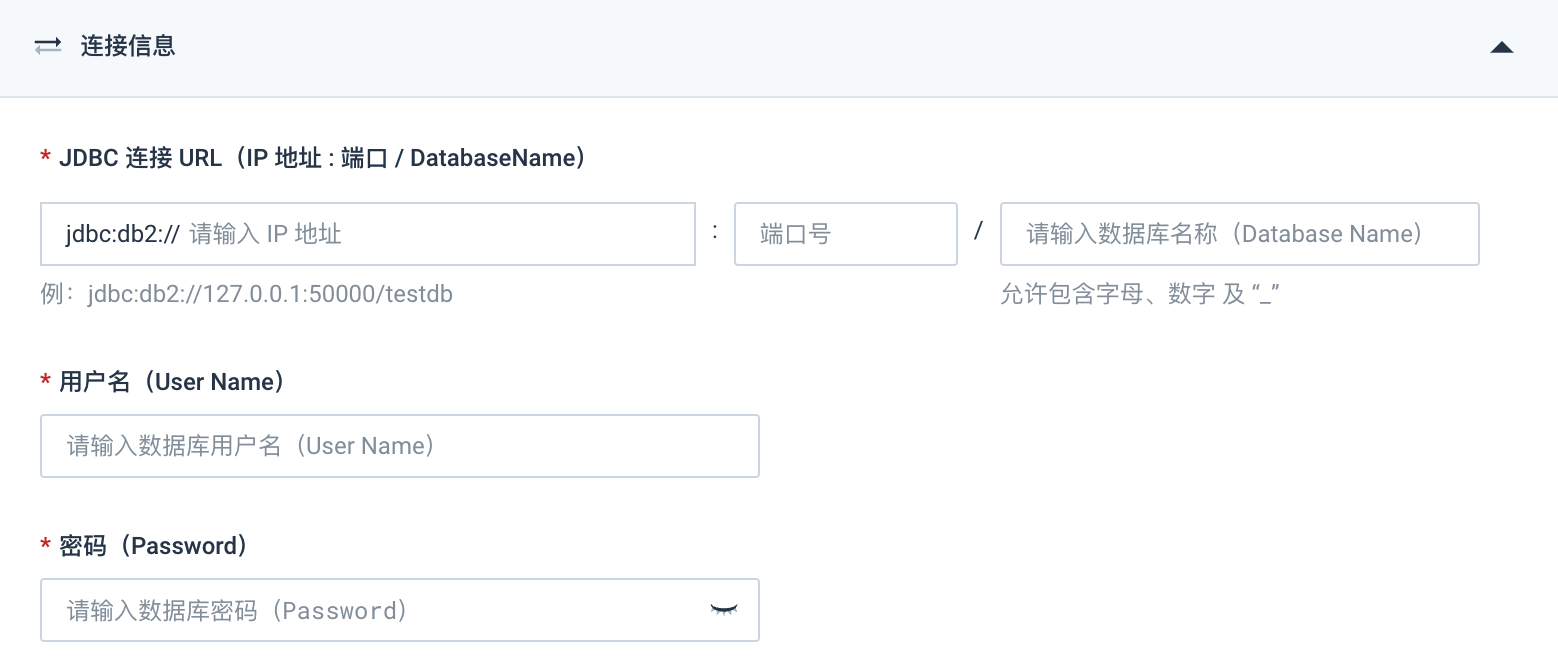 连接信息
* JDBC 连接 URL（IP 地址 : 端口 / DatabaseName）
jdbc:db2:// 请输入 IP 地址 : 端口号 / 请输入数据库名称（Database Name）
例：jdbc:db2://127.0.0.1:50000/testdb 允许包含字母、数字 及 “_”
* 用户名（User Name）
请输入数据库用户名（User Name）
* 密码（Password）
请输入数据库密码（Password）